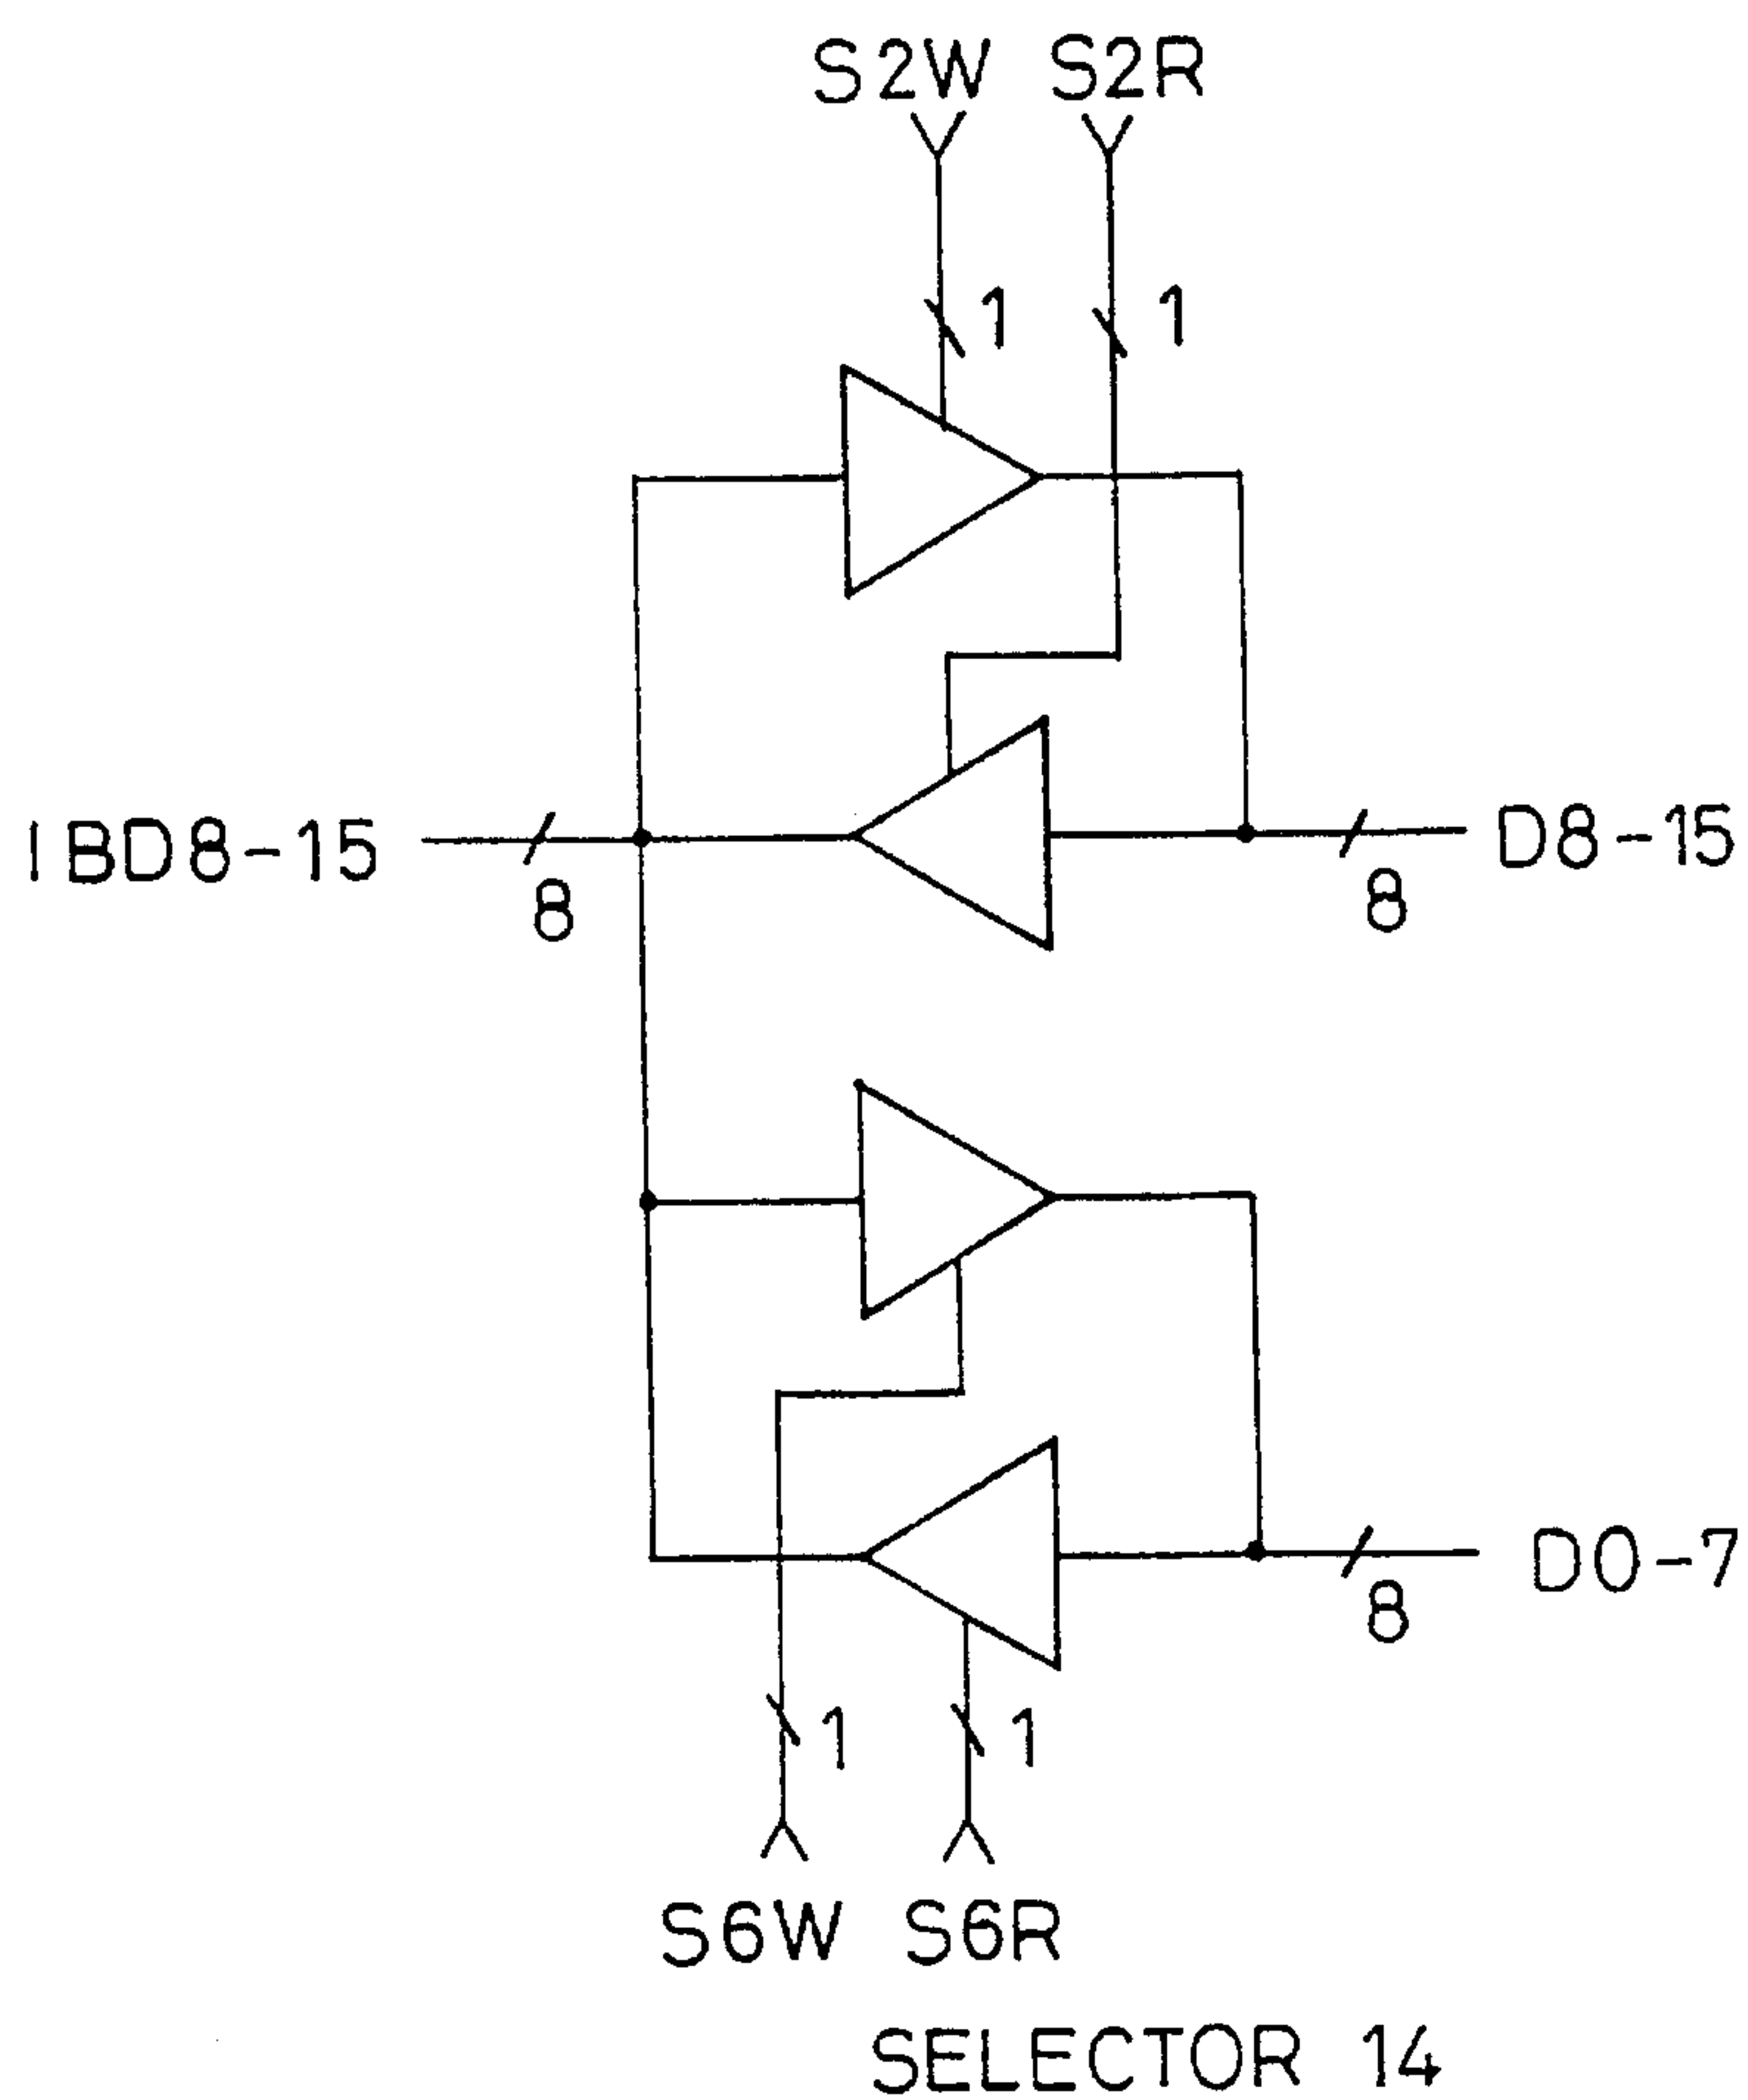 S2W S2R
1 1
IBD8-15
8
D8-15
8
D0-7
8
1 1
S6W S6R
SELECTOR 14